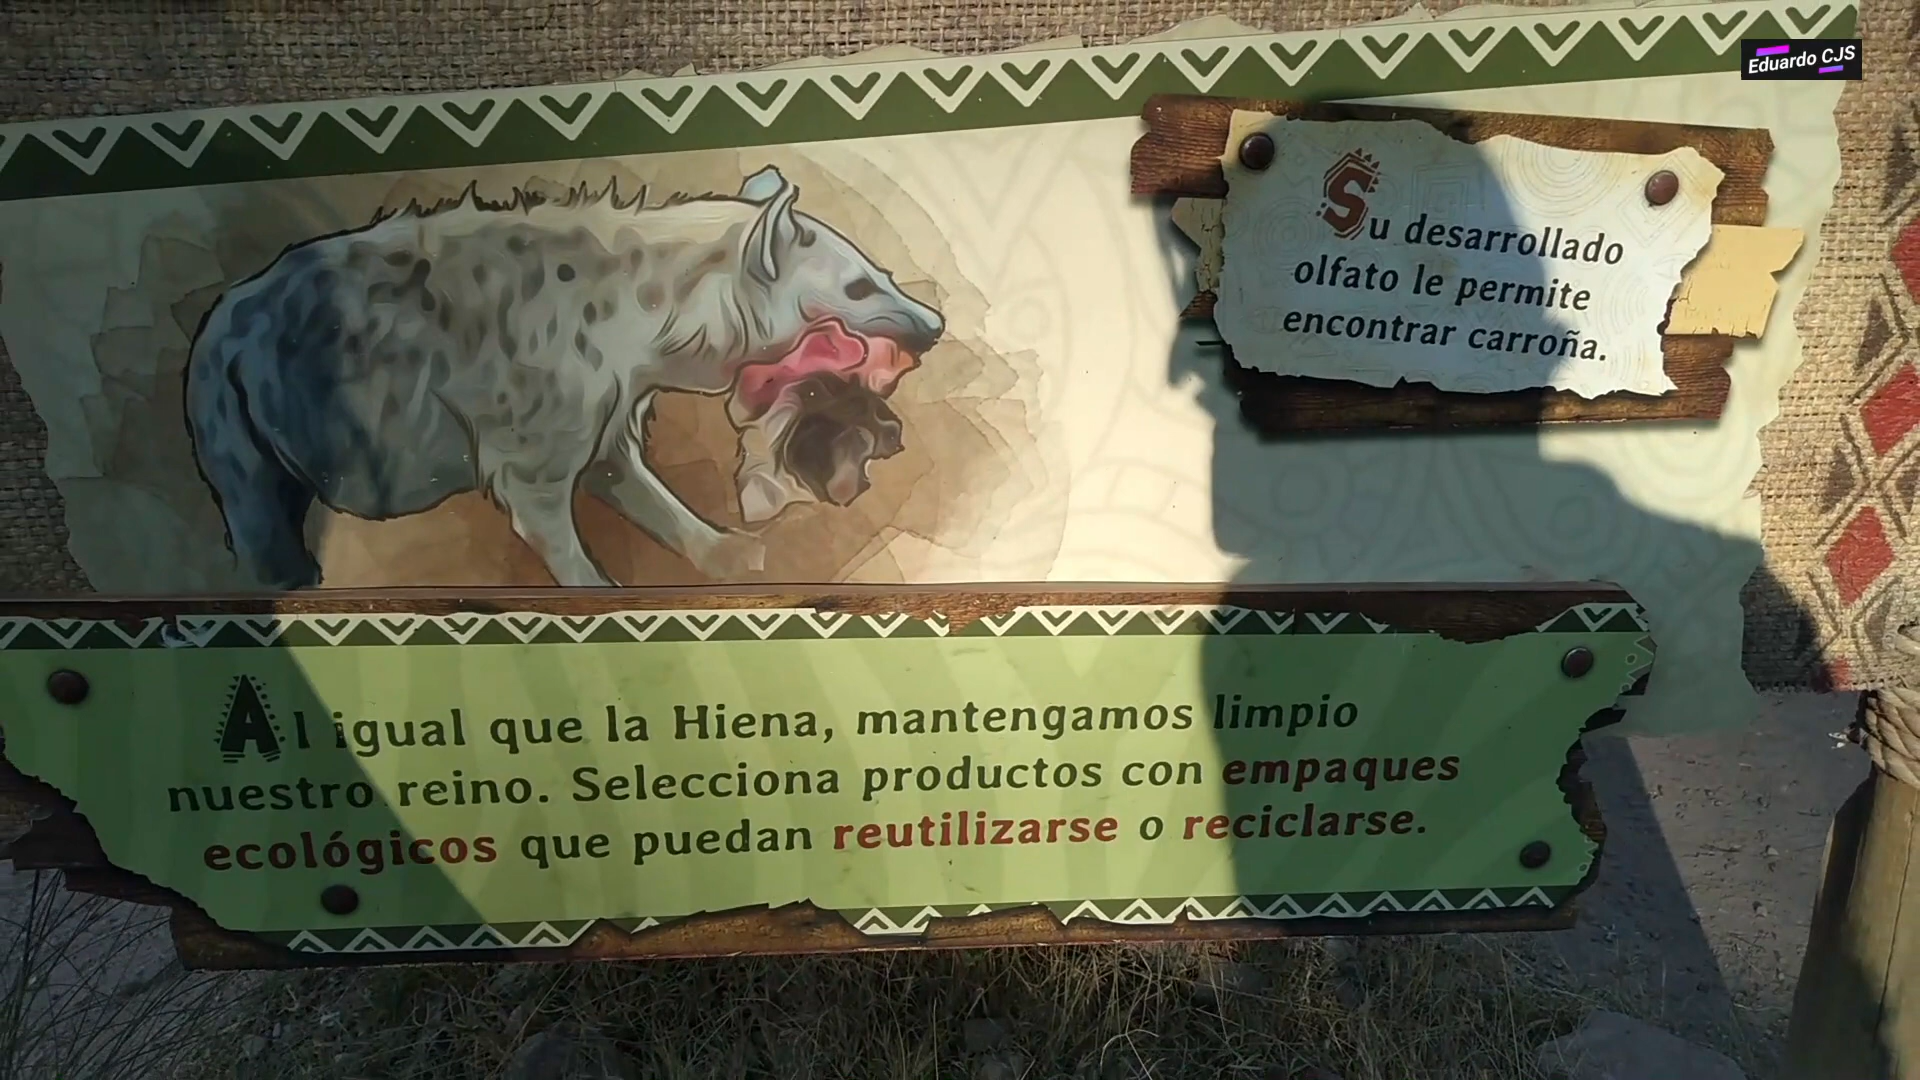 Eduardo CJS
Su desarrollado
olfato le permite
encontrar carroña.
Al igual que la Hiena, mantengamos limpio
nuestro reino. Selecciona productos con empaques
ecológicos que puedan reutilizarse o reciclarse.